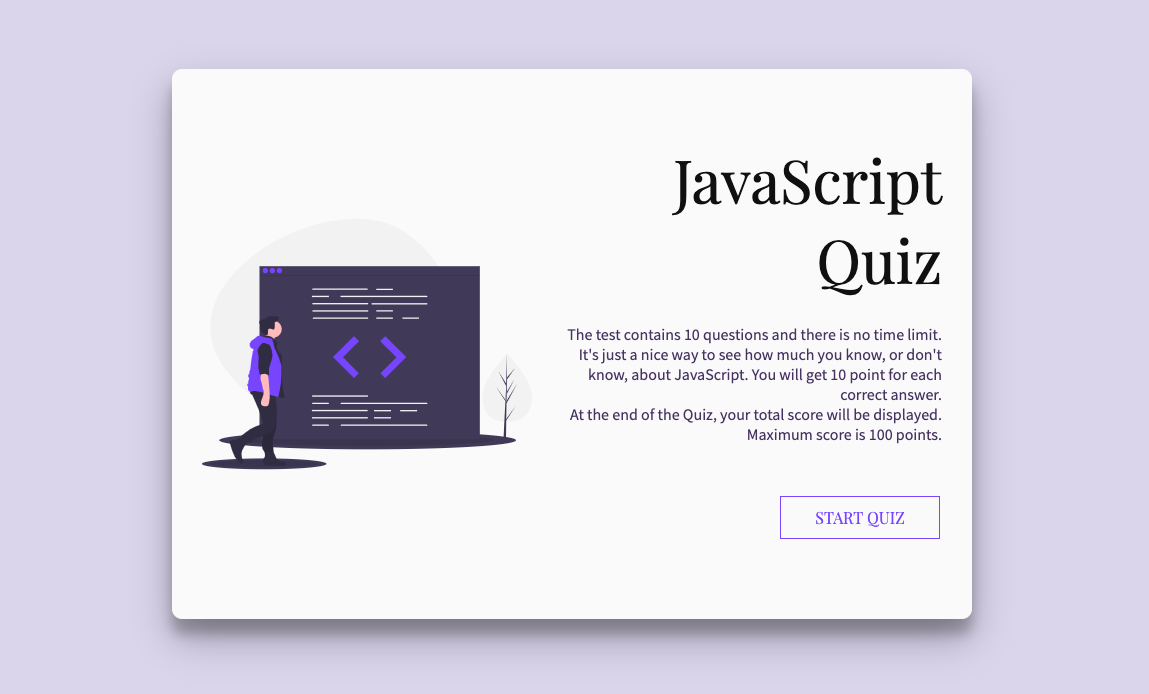 JavaScript
Quiz
The test contains 10 questions and there is no time limit.
It's just a nice way to see how much you know, or don't
know, about JavaScript. You will get 10 point for each
correct answer.
At the end of the Quiz, your total score will be displayed.
Maximum score is 100 points.
START QUIZ